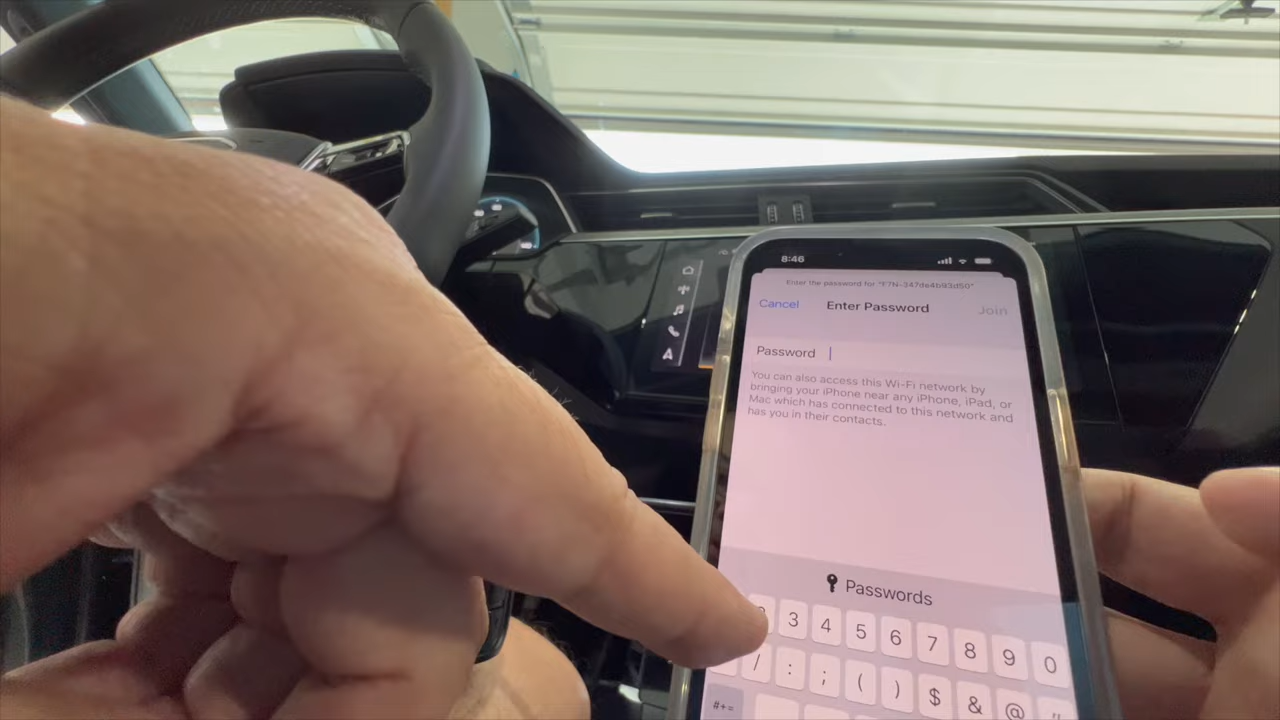 8:46
Enter the password for "F7N-347de4b93d50"
Cancel
Enter Password
Join
Password
You can also access this Wi-Fi network by
bringing your iPhone near any iPhone, iPad, or
Mac which has connected to this network and
has you in their contacts.
Passwords
3 4 5 6 7 8 9 0
/ : ; ( ) $ & @ "
#+=
A